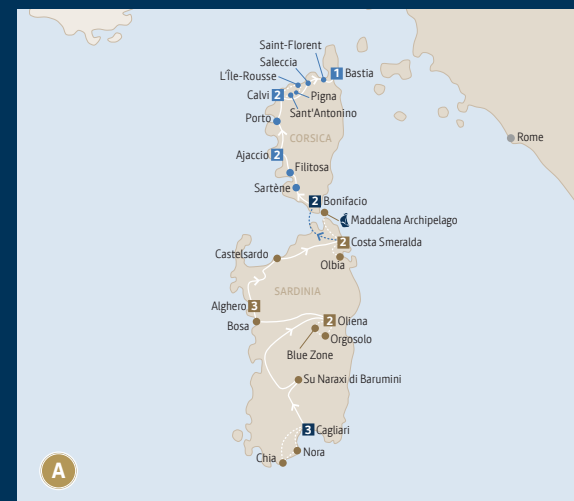 Saint-Florent
Saleccia
L'Île-Rousse
1 Bastia
Calvi 2
Pigna
Sant'Antonino
Porto
CORSICA
Rome
Ajaccio 2
Filitosa
Sartène
2 Bonifacio
Maddalena Archipelago
2 Costa Smeralda
Castelsardo
Olbia
SARDINIA
Alghero 3
2 Oliena
Bosa
Orgosolo
Blue Zone
Su Naraxi di Barumini
3 Cagliari
Nora
Chia
A